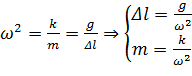 ω² = k/m = g/Δl ⇒ { Δl = g/ω²
m = k/ω²